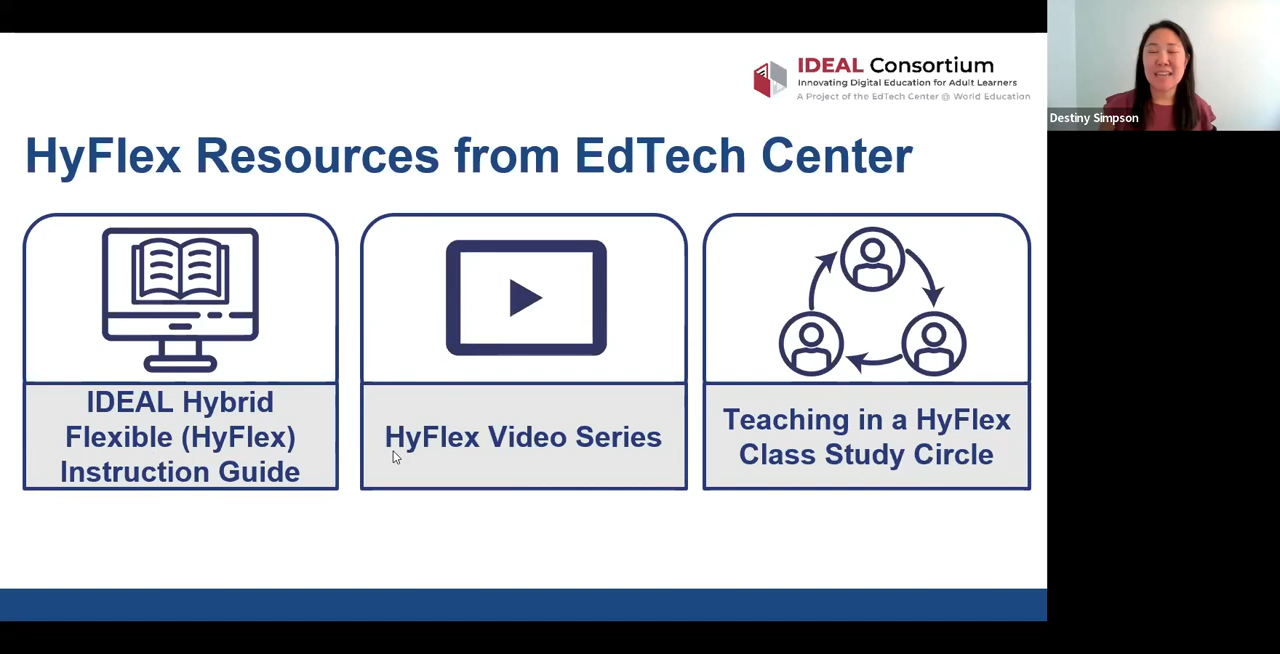 IDEAL Consortium
Innovating Digital Education for Adult Learners
A Project of the EdTech Center @ World Education
Destiny Simpson
HyFlex Resources from EdTech Center
IDEAL Hybrid
Flexible (HyFlex)
Instruction Guide
HyFlex Video Series
Teaching in a HyFlex
Class Study Circle